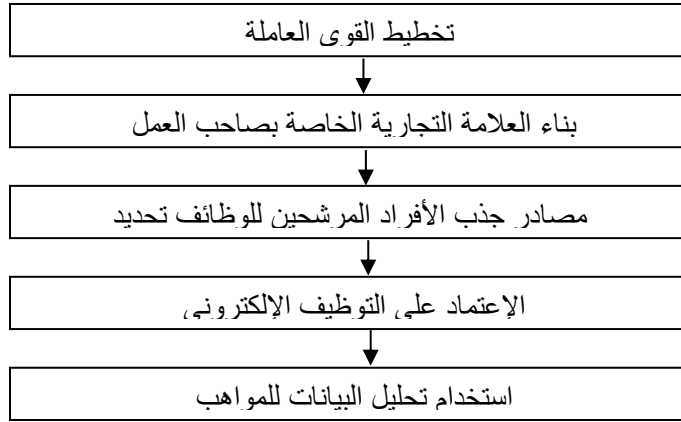 تخطيط القوى العاملة
بناء العلامة التجارية الخاصة بصاحب العمل
مصادر جذب الأفراد المرشحين للوظائف تحديد
الإعتماد على التوظيف الإلكتروني
استخدام تحليل البيانات للمواهب